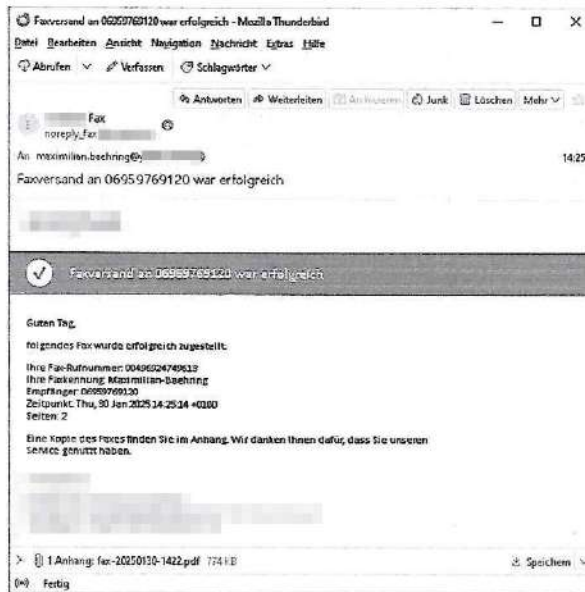 Faxversand an 06959769120 war erfolgreich - Mozilla Thunderbird
Datei Bearbeiten Ansicht Navigation Nachricht Extras Hilfe
Abrufen Verfassen Schlagwörter
Antworten Weiterleiten Archivieren Junk Löschen Mehr
Fax
noreply_fax
An maximilian.baehring@ 14:25
Faxversand an 06959769120 war erfolgreich
Faxversand an 06959769120 war erfolgreich
Guten Tag,
folgendes Fax wurde erfolgreich zugestellt:
Ihre Fax-Rufnummer: 
Ihre Faxkennung: Maximilian-Baehring
Empfänger: 06959769120
Zeitpunkt: Thu, 30 Jan 2025 14:25:14 +0100
Seiten: 2
Eine Kopie des Faxes finden Sie im Anhang. Wir danken Ihnen dafür, dass Sie unseren
Service genutzt haben.
1 Anhang: fax-20250130-1422.pdf 774 KB Speichern
Fertig